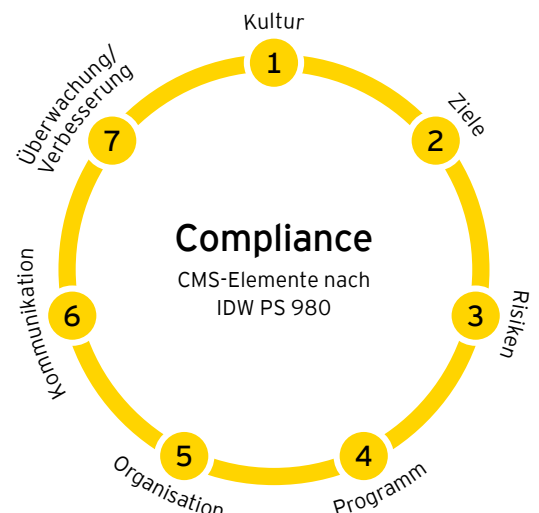 Kultur
1
Ziele
2
Risiken
3
Programm
4
Organisation
5
Kommunikation
6
Überwachung/
Verbesserung
7
Compliance
CMS-Elemente nach
IDW PS 980